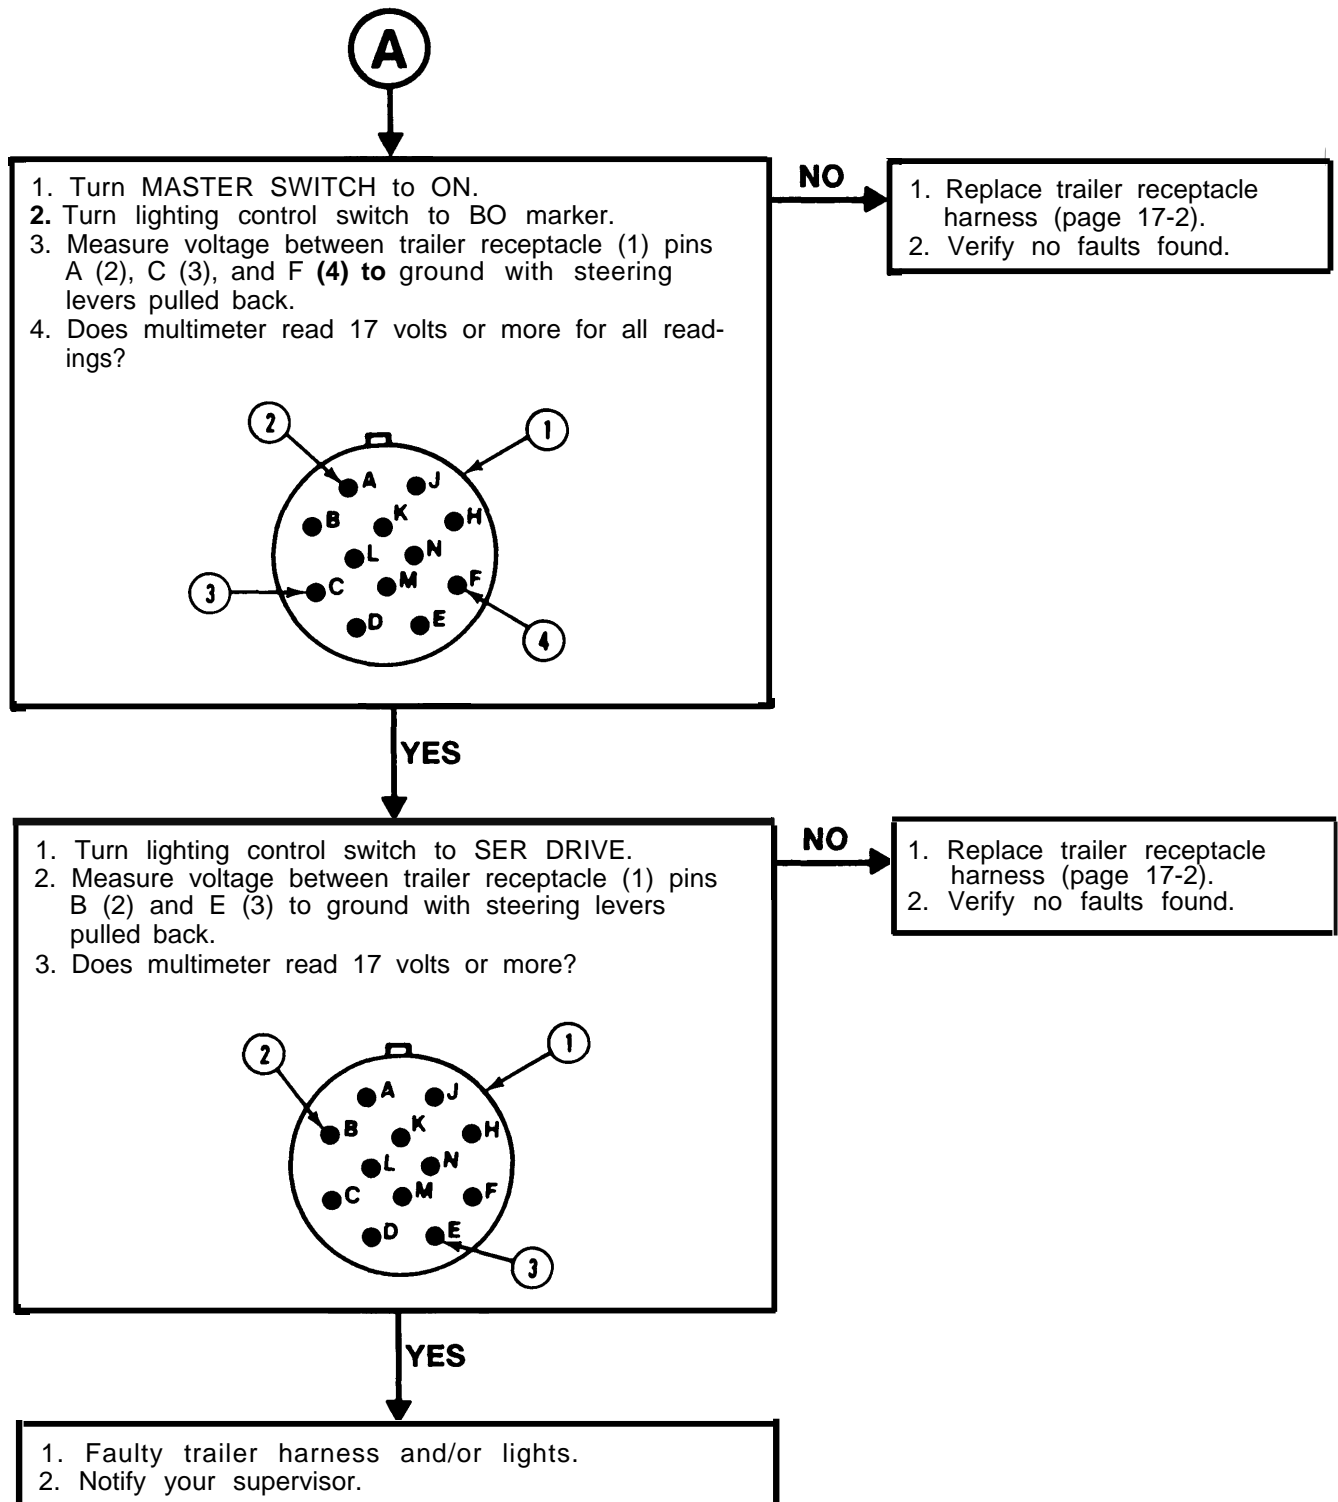 A
1. Turn MASTER SWITCH to ON.
2. Turn lighting control switch to BO marker.
3. Measure voltage between trailer receptacle (1) pins
A (2), C (3), and F (4) to ground with steering
levers pulled back.
4. Does multimeter read 17 volts or more for all read-
ings?
NO
1. Replace trailer receptacle
harness (page 17-2).
2. Verify no faults found.
2
1
A
J
B
K
H
L
N
3
C
M
F
D
E
4
YES
1. Turn lighting control switch to SER DRIVE.
2. Measure voltage between trailer receptacle (1) pins
B (2) and E (3) to ground with steering levers
pulled back.
3. Does multimeter read 17 volts or more?
NO
1. Replace trailer receptacle
harness (page 17-2).
2. Verify no faults found.
2
1
A
J
B
K
H
L
N
C
M
F
D
E
3
YES
1. Faulty trailer harness and/or lights.
2. Notify your supervisor.